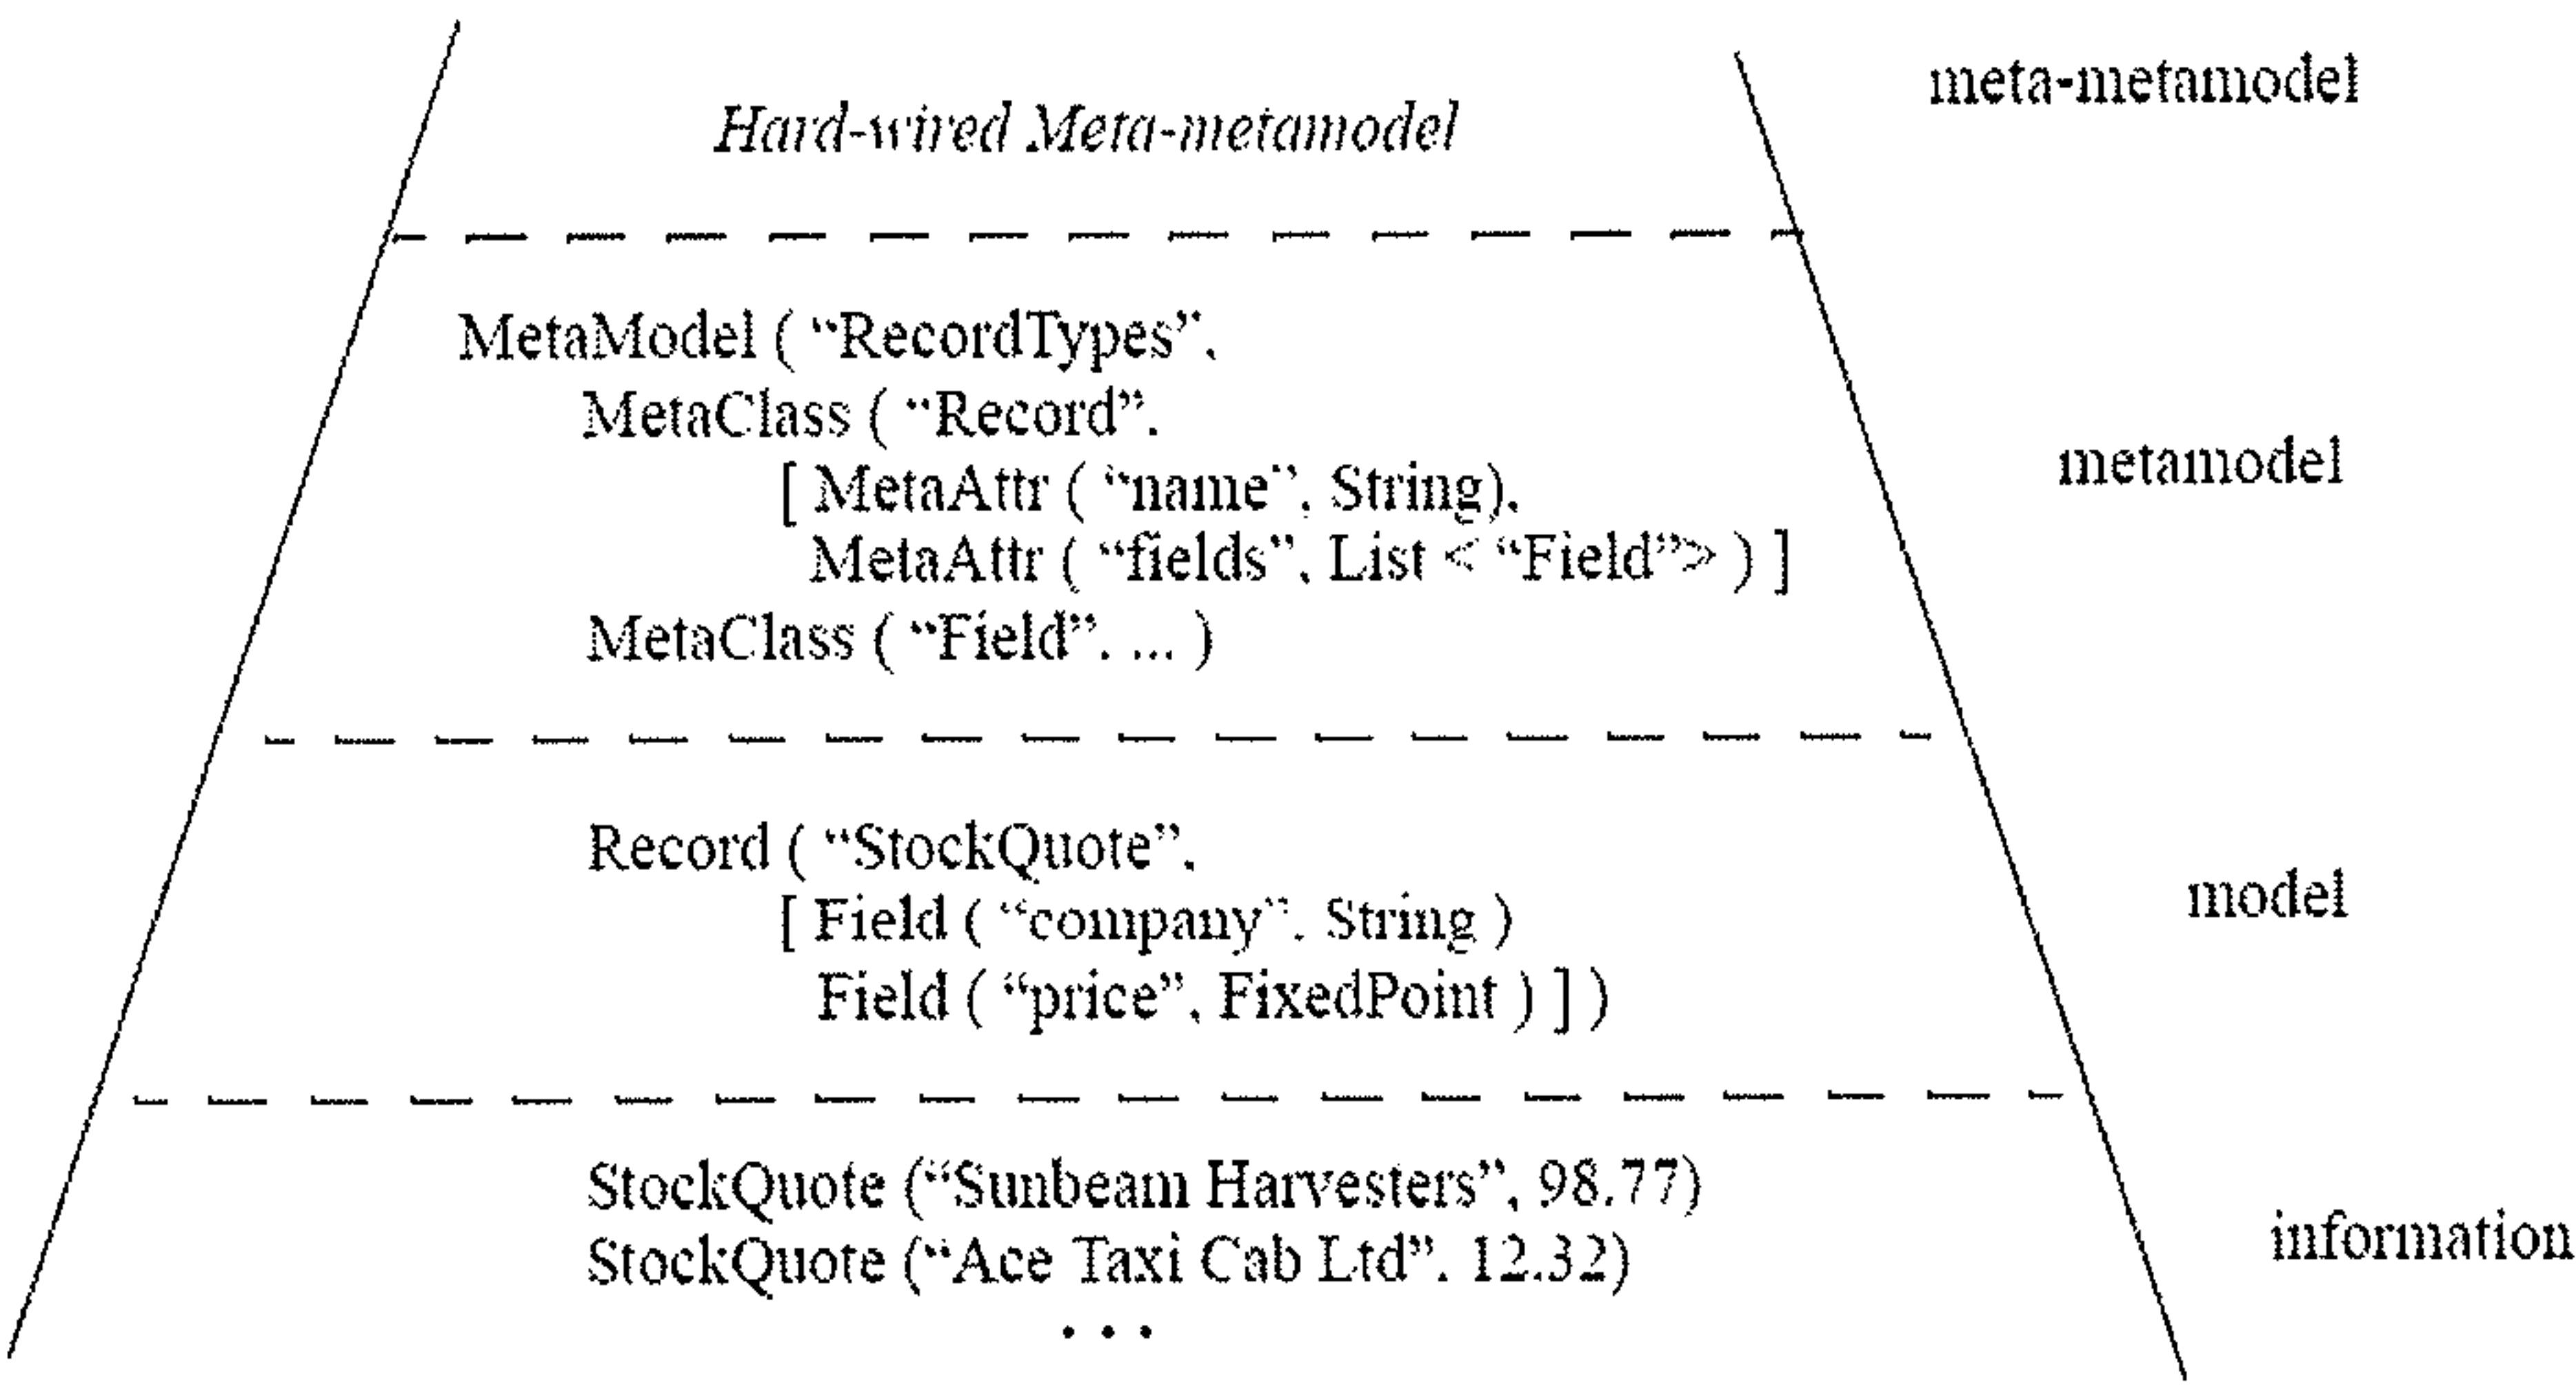 meta-metamodel
Hard-wired Meta-metamodel
MetaModel ( “RecordTypes”,
MetaClass ( “Record”,
[ MetaAttr ( “name”, String),
MetaAttr ( “fields”, List < “Field”> ) ]
MetaClass ( “Field”, ... )
metamodel
Record ( “StockQuote”,
[ Field ( “company”, String )
Field ( “price”, FixedPoint ) ] )
model
StockQuote (“Sunbeam Harvesters”, 98.77)
StockQuote (“Ace Taxi Cab Ltd”, 12.32)
• • •
information